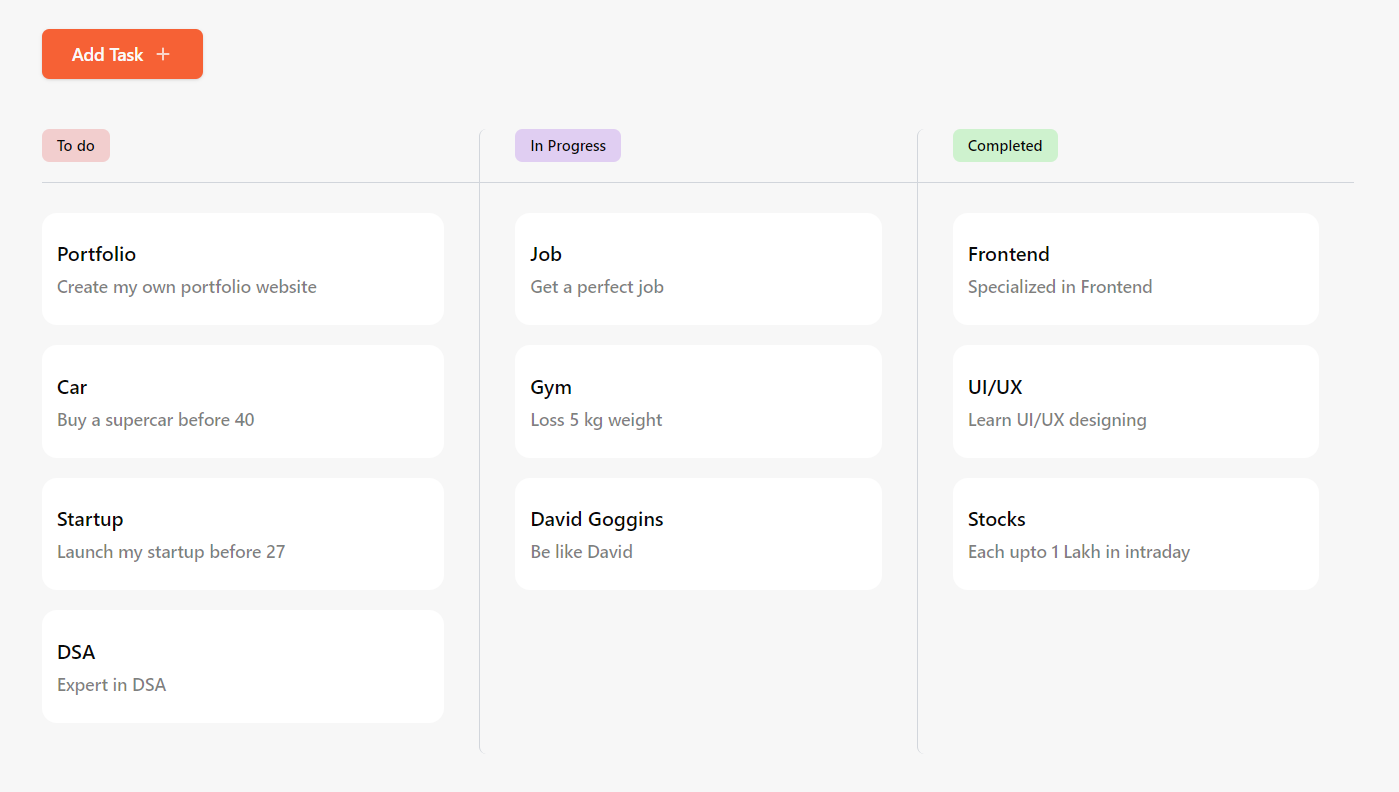 Add Task +
To do
Portfolio
Create my own portfolio website
Car
Buy a supercar before 40
Startup
Launch my startup before 27
DSA
Expert in DSA
In Progress
Job
Get a perfect job
Gym
Loss 5 kg weight
David Goggins
Be like David
Completed
Frontend
Specialized in Frontend
UI/UX
Learn UI/UX designing
Stocks
Each upto 1 Lakh in intraday